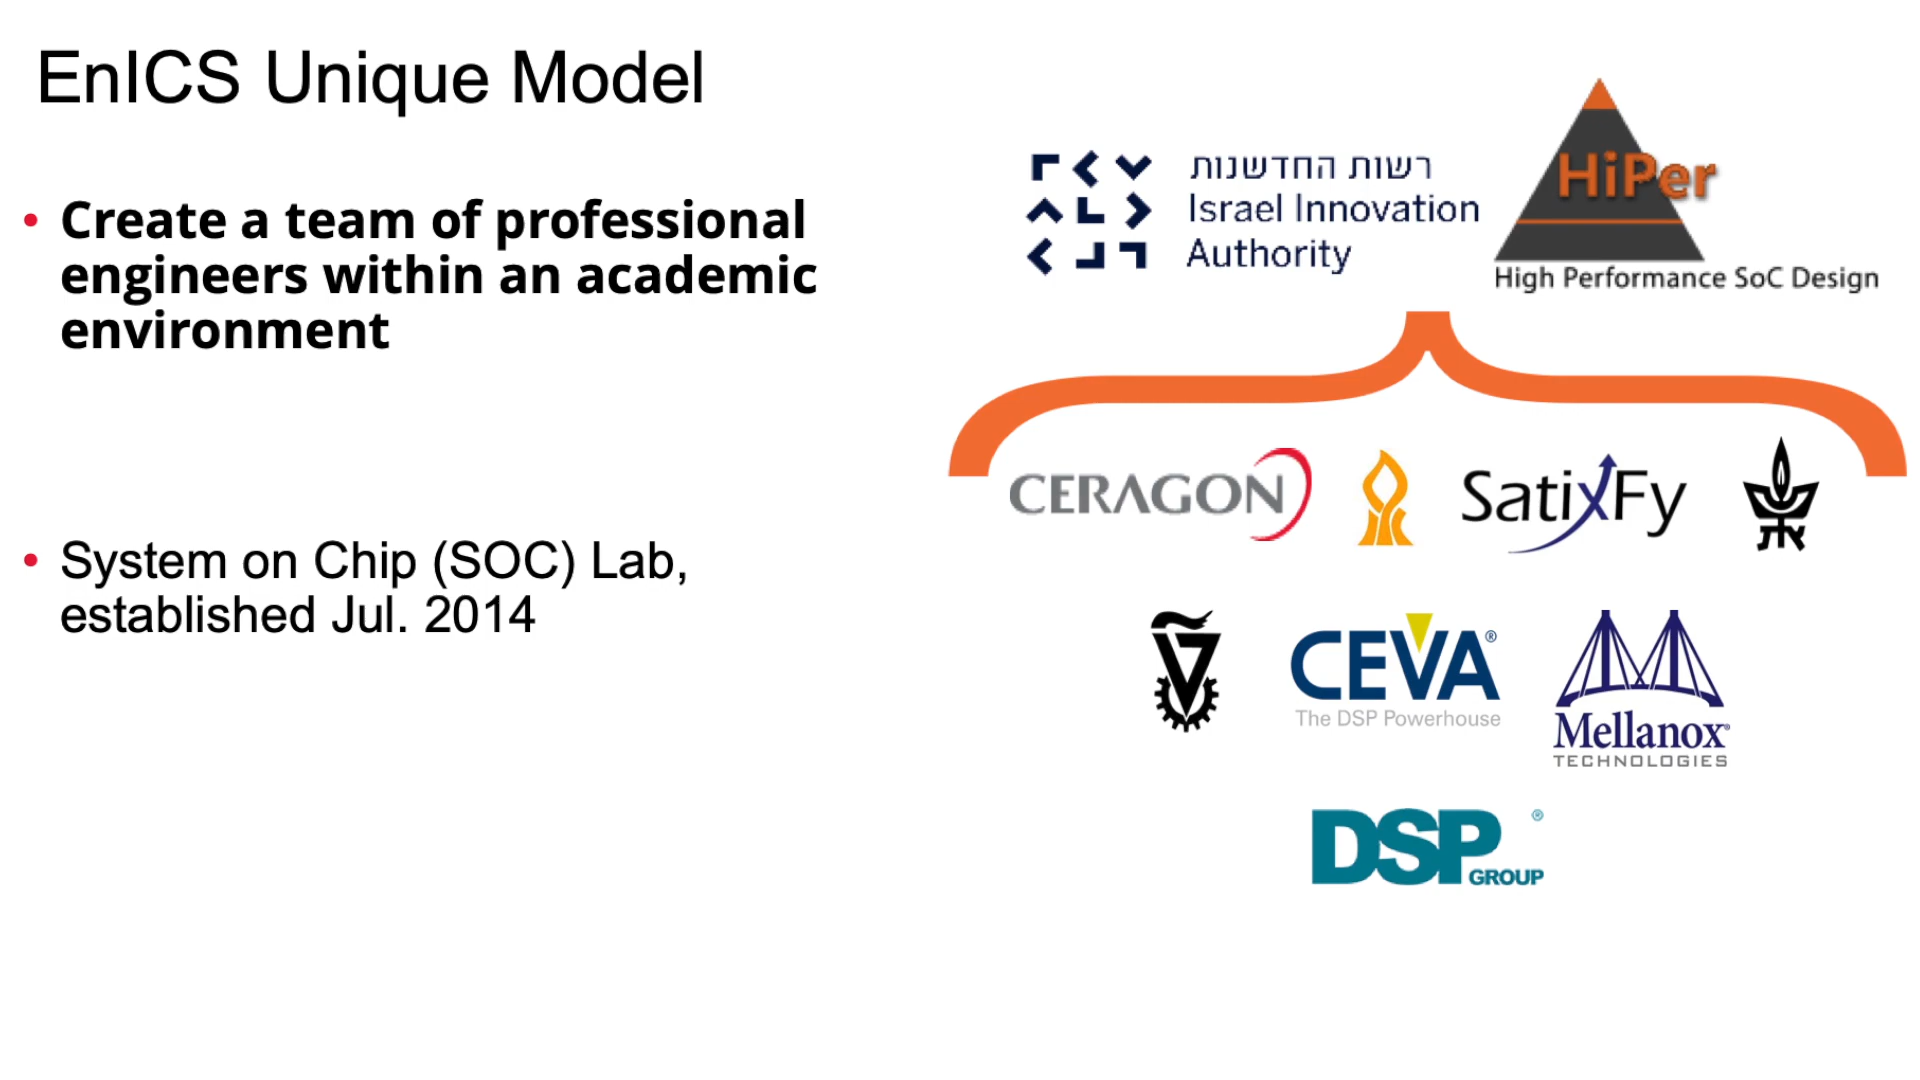 EnICS Unique Model
• Create a team of professional
engineers within an academic
environment
• System on Chip (SOC) Lab,
established Jul. 2014
רשות החדשנות
Israel Innovation
Authority
HiPer
High Performance SoC Design
CERAGON
SatixFy
CEVA®
The DSP Powerhouse
Mellanox®
TECHNOLOGIES
DSP ®
GROUP